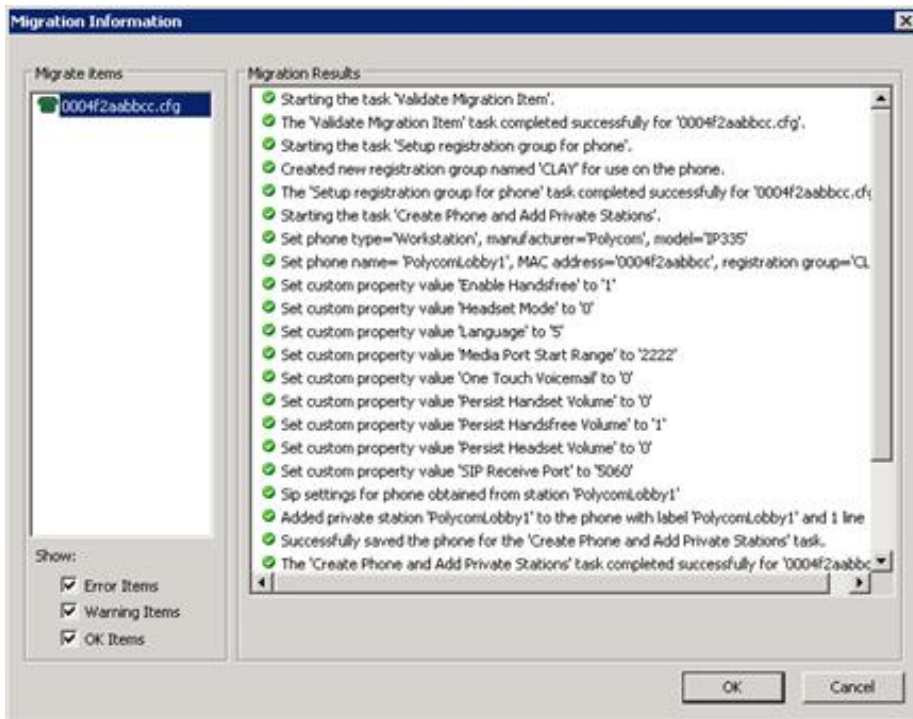 Migration Information
Migrate items
0004f2aabbcc.cfg
Show:
Error Items
Warning Items
OK Items
Migration Results
Starting the task 'Validate Migration Item'.
The 'Validate Migration Item' task completed successfully for '0004f2aabbcc.cfg'.
Starting the task 'Setup registration group for phone'.
Created new registration group named 'CLAY' for use on the phone.
The 'Setup registration group for phone' task completed successfully for '0004f2aabbcc.cfg
Starting the task 'Create Phone and Add Private Stations'.
Set phone type='Workstation', manufacturer='Polycom', model='IP335'
Set phone name= 'PolycomLobby1', MAC address='0004f2aabbcc', registration group='CL
Set custom property value 'Enable Handsfree' to '1'
Set custom property value 'Headset Mode' to '0'
Set custom property value 'Language' to '5'
Set custom property value 'Media Port Start Range' to '2222'
Set custom property value 'One Touch Voicemail' to '0'
Set custom property value 'Persist Handset Volume' to '0'
Set custom property value 'Persist Handsfree Volume' to '1'
Set custom property value 'Persist Headset Volume' to '0'
Set custom property value 'SIP Receive Port' to '5060'
Sip settings for phone obtained from station 'PolycomLobby1'
Added private station 'PolycomLobby1' to the phone with label 'PolycomLobby1' and 1 line
Successfully saved the phone for the 'Create Phone and Add Private Stations' task.
The 'Create Phone and Add Private Stations' task completed successfully for '0004f2aabbc
OK
Cancel